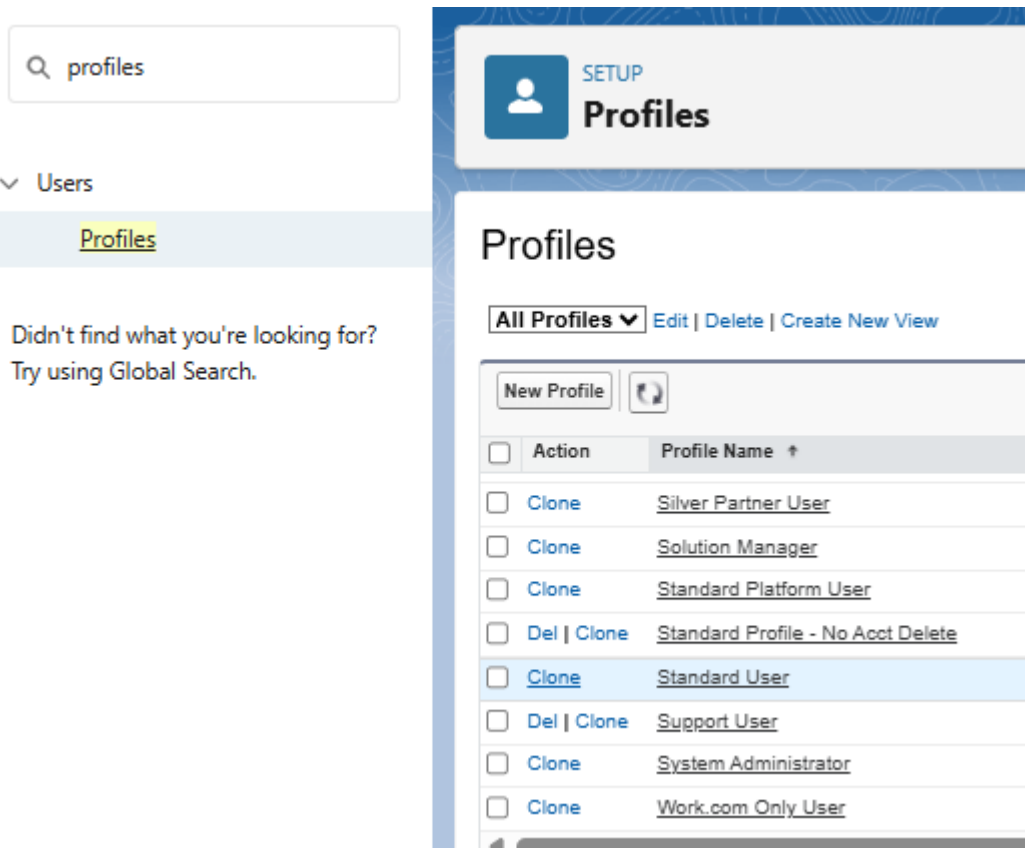 profiles
Users
Profiles
Didn't find what you're looking for?
Try using Global Search.
SETUP
Profiles
Profiles
All Profiles Edit | Delete | Create New View
New Profile
Action Profile Name
Clone Silver Partner User
Clone Solution Manager
Clone Standard Platform User
Del | Clone Standard Profile - No Acct Delete
Clone Standard User
Del | Clone Support User
Clone System Administrator
Clone Work.com Only User